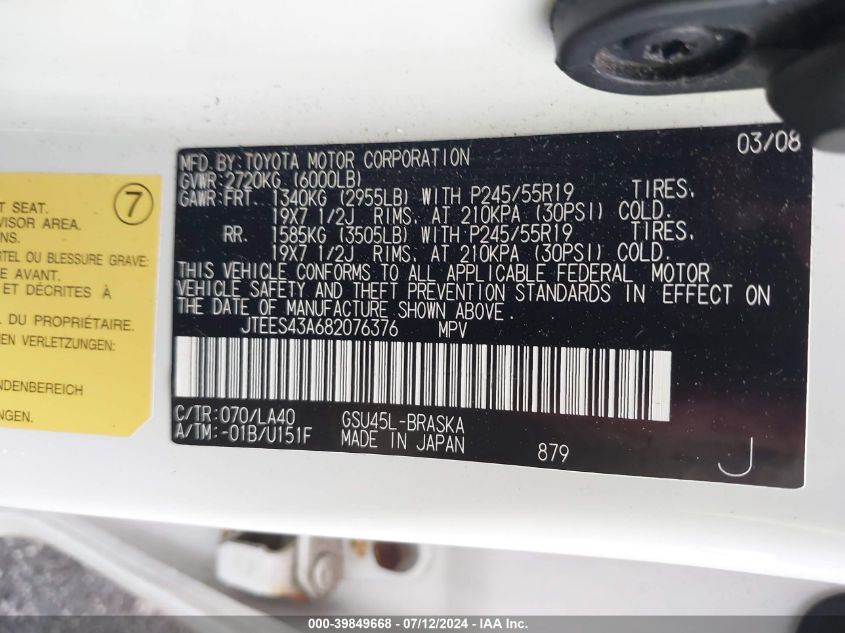 03/08
MFD. BY: TOYOTA MOTOR CORPORATION
GVWR: 2720KG (6000LB)
GAWR: FRT. 1340KG (2955LB) WITH P245/55R19 TIRES.
19X7 1/2J RIMS. AT 210KPA (30PSI) COLD.
RR. 1585KG (3505LB) WITH P245/55R19 TIRES.
19X7 1/2J RIMS. AT 210KPA (30PSI) COLD.
THIS VEHICLE CONFORMS TO ALL APPLICABLE FEDERAL MOTOR
VEHICLE SAFETY AND THEFT PREVENTION STANDARDS IN EFFECT ON
THE DATE OF MANUFACTURE SHOWN ABOVE.
JTEES43A682076376 MPV
C/TR: 070/LA40 GSU45L-BRASKA
A/TM: -01B/U151F MADE IN JAPAN 879 J
7
SEAT.
AREA.
TEL OU BLESSURE GRAVE:
E AVANT.
ET DÉCRITES À
DU PROPRIÉTAIRE.
EN VERLETZUNGEN:
NDENBEREICH
000-39849668 - 07/12/2024 - IAA Inc.